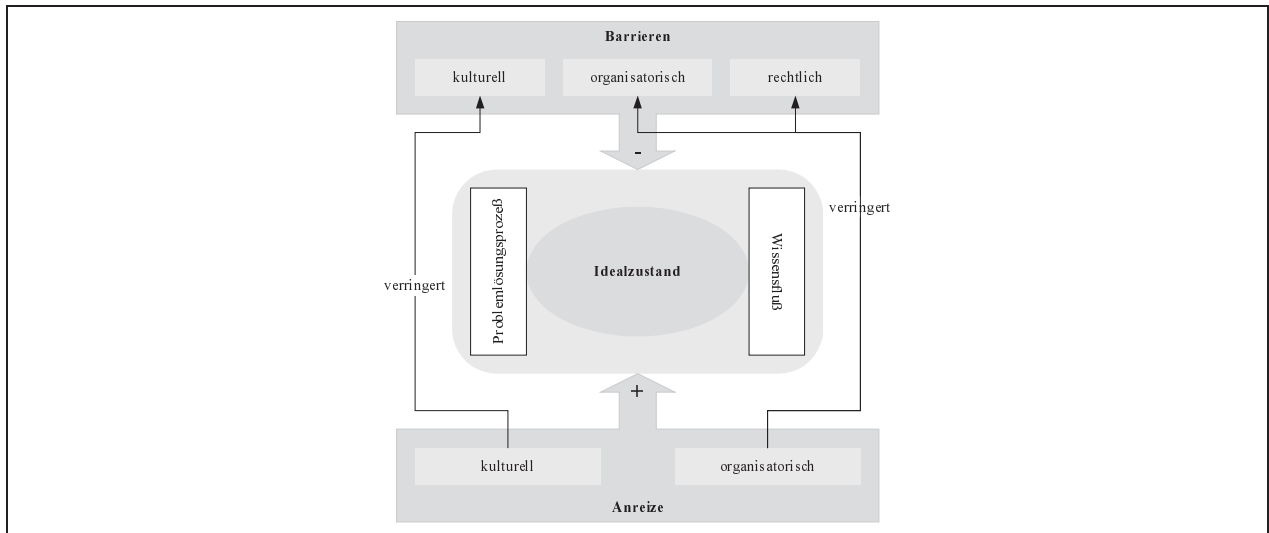 Barrieren
kulturell
organisatorisch
rechtlich
-
verringert
Problemlösungsprozeß
Idealzustand
Wissensfluß
verringert
+
kulturell
organisatorisch
Anreize